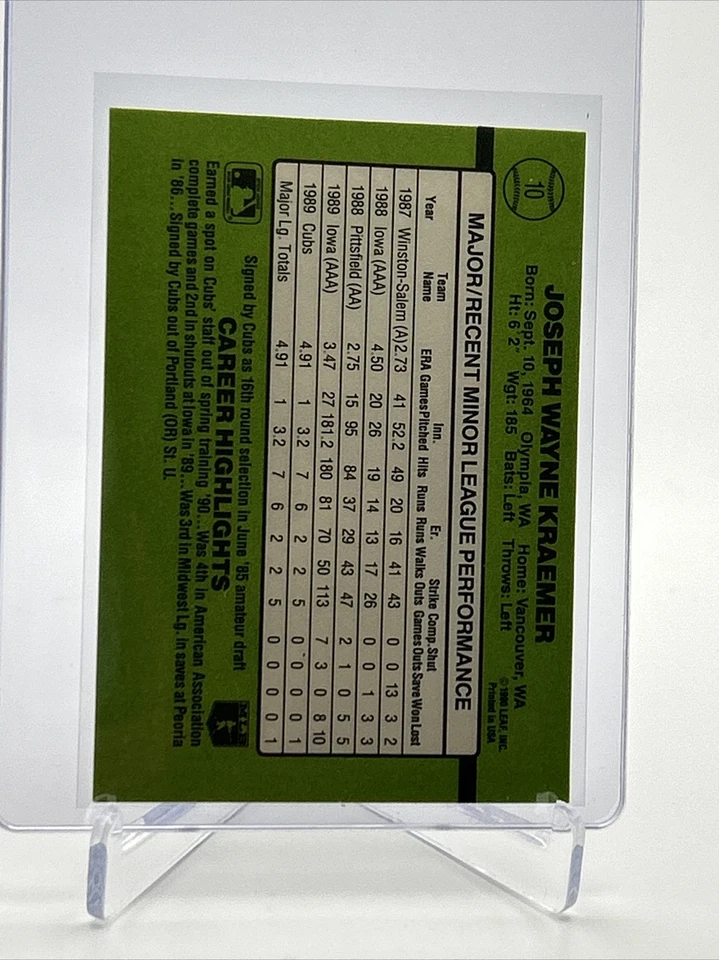 10
JOSEPH WAYNE KRAEMER
Born: Sept. 10, 1964 Olympia, WA Home: Vancouver, WA
Ht: 6'2" Wgt: 185 Bats: Left Throws: Left
©1990 LEAF, INC.
Printed in USA
MAJOR/RECENT MINOR LEAGUE PERFORMANCE
Team Inn. Er. Strike Comp. Shut
Year Name ERA Games Pitched Hits Runs Runs Walks Outs Games Outs Save Won Lost
1987 Winston-Salem (A) 2.73 41 52.2 49 20 16 41 43 0 0 13 3 2
1988 Iowa (AAA) 4.50 20 26 19 14 13 17 26 0 0 1 3 3
1988 Pittsfield (AA) 2.75 15 95 84 37 29 43 47 2 1 0 5 5
1989 Iowa (AAA) 3.47 27 181.2 180 81 70 50 113 7 3 0 8 10
1989 Cubs 4.91 1 3.2 7 6 2 2 5 0 0 0 0 1
Major Lg. Totals 4.91 1 3.2 7 6 2 2 5 0 0 0 0 1
Signed by Cubs as 16th round selection in June '85 amateur draft
CAREER HIGHLIGHTS
Earned a spot on Cubs' staff out of spring training '90...Was 4th in American Association
complete games and 2nd in shutouts at Iowa in '89...Was 3rd in Midwest Lg. in saves at Peoria
in '86...Signed by Cubs out of Portland (OR) St. U.